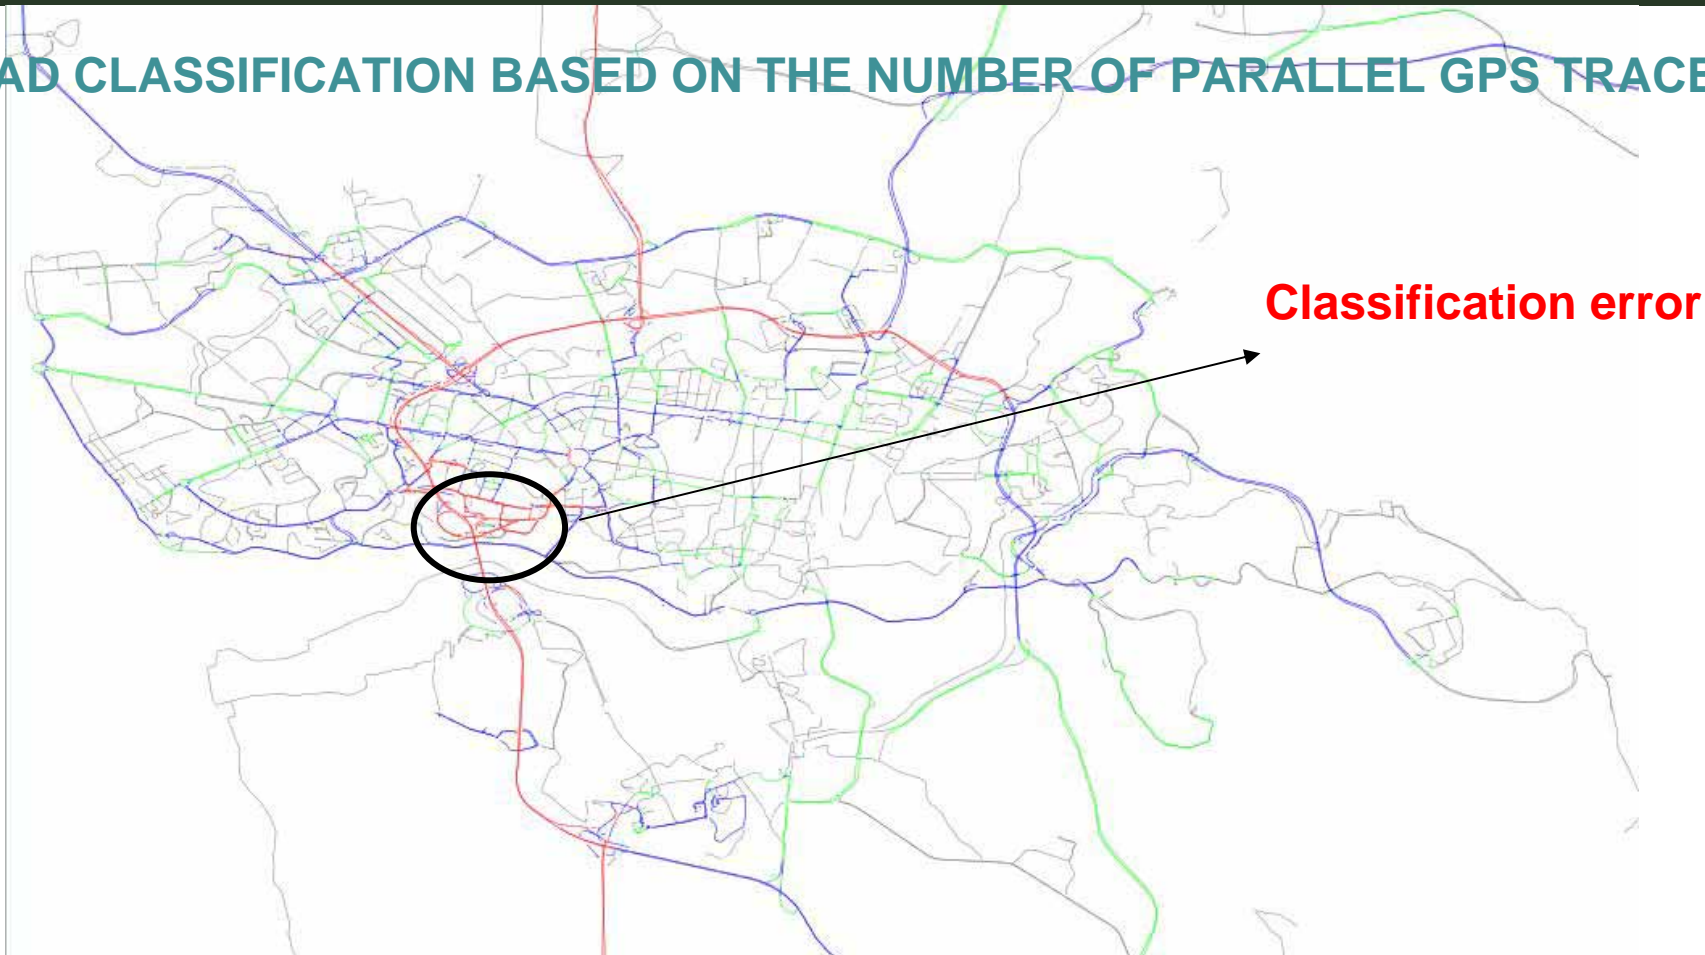 AD CLASSIFICATION BASED ON THE NUMBER OF PARALLEL GPS TRACE
Classification error